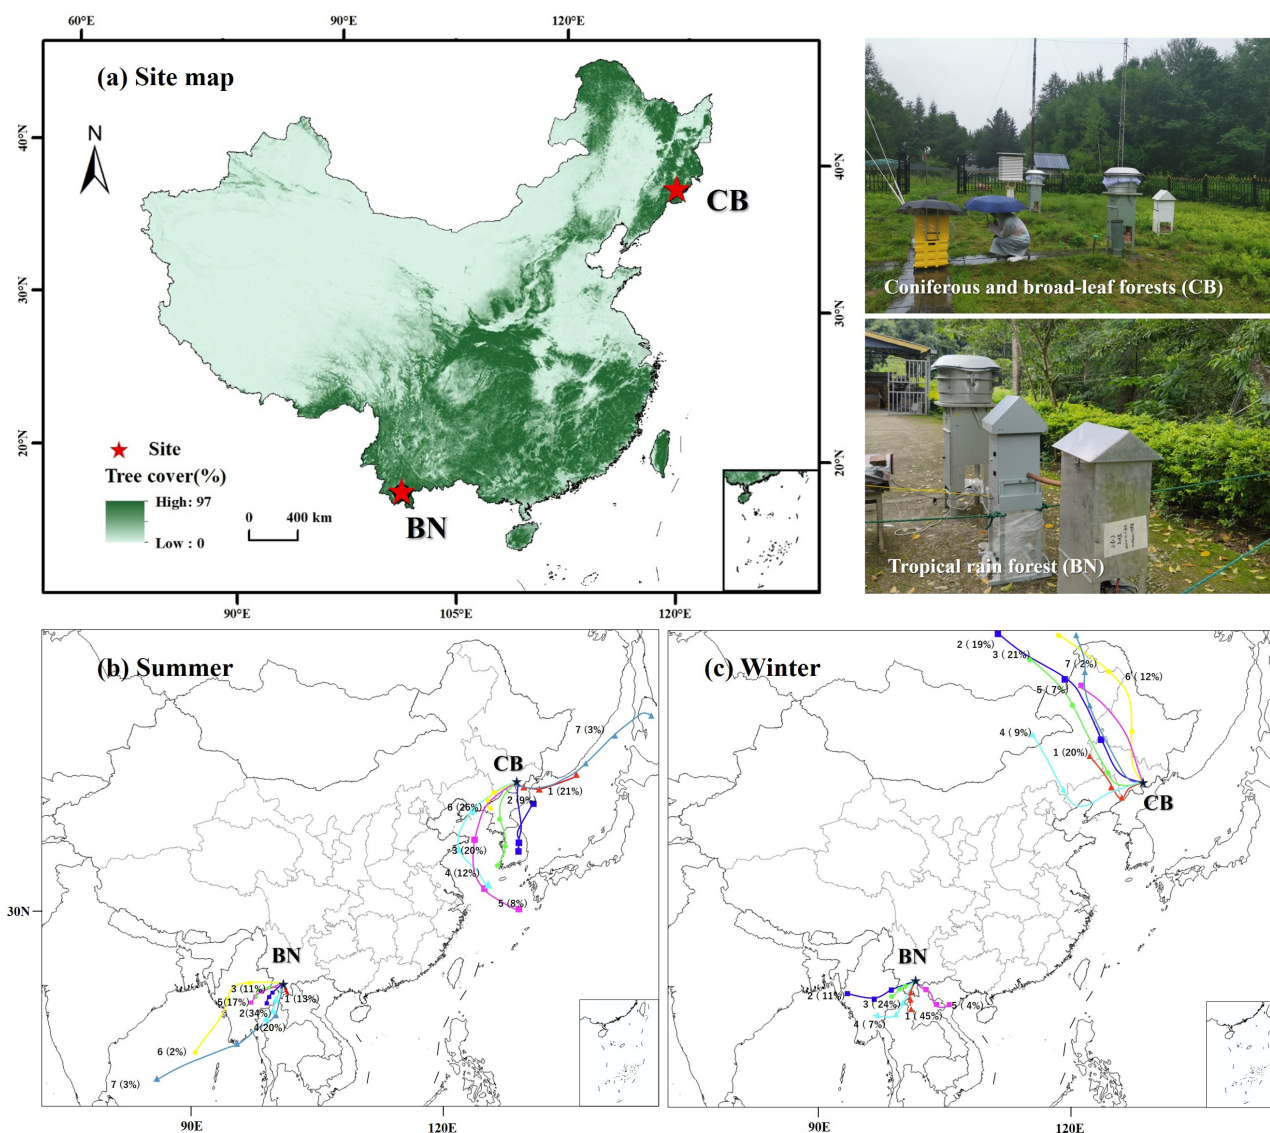 60°E
90°E
120°E
(a) Site map
N
40°N
30°N
20°N
40°N
30°N
20°N
CB
BN
Site
Tree cover(%)
High: 97
Low : 0
0
400 km
90°E
105°E
120°E
Coniferous and broad-leaf forests (CB)
Tropical rain forest (BN)
(b) Summer
7 (3%)
CB
1 (21%)
2 (9%)
6 (26%)
3 (20%)
4 (12%)
5 (8%)
30N
BN
3 (11%)
1 (13%)
5(17%)
2(34%)
4(20%)
6 (2%)
7 (3%)
90E
120E
(c) Winter
2 ( 19%)
3 ( 21%)
7 ( 2%)
6 ( 12%)
5 ( 7%)
4 ( 9%)
1 ( 20%)
CB
BN
2 ( 11%)
3 ( 24%)
5 ( 4%)
4 ( 7%)
1 ( 45%)
90E
120E